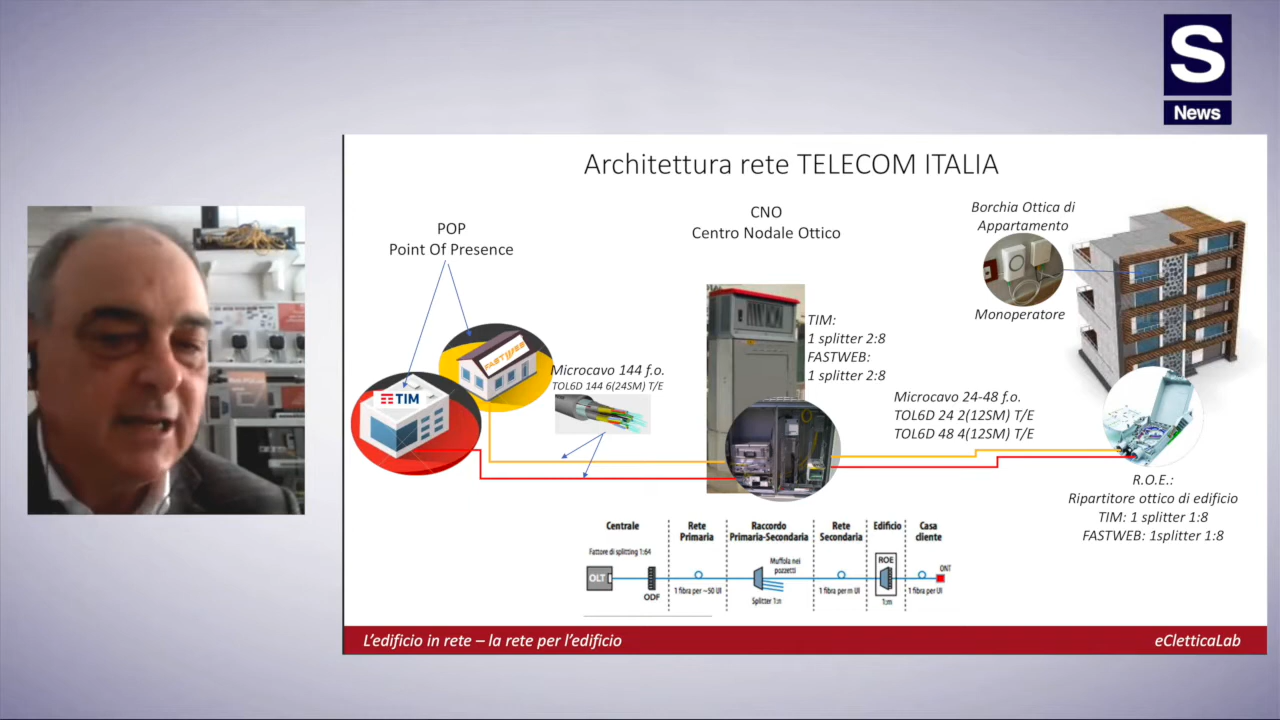 S
News
Architettura rete TELECOM ITALIA
POP
Point Of Presence
CNO
Centro Nodale Ottico
Borchia Ottica di
Appartamento
Monoperatore
TIM
FASTWEB
Microcavo 144 f.o.
TOL6D 144 6(24SM) T/E
TIM:
1 splitter 2:8
FASTWEB:
1 splitter 2:8
Microcavo 24-48 f.o.
TOL6D 24 2(12SM) T/E
TOL6D 48 4(12SM) T/E
R.O.E.:
Ripartitore ottico di edificio
TIM: 1 splitter 1:8
FASTWEB: 1splitter 1:8
Centrale
Rete
Primaria
Raccordo
Primaria-Secondaria
Rete
Secondaria
Edificio
Casa
cliente
Fattore di splitting 1:64
OLT
ODF
1 fibra per ~50 UI
Muffola nei
pozzetti
Splitter 1:n
1 fibra per m UI
ROE
1:m
ONT
1 fibra per UI
L'edificio in rete – la rete per l'edificio
eCletticaLab